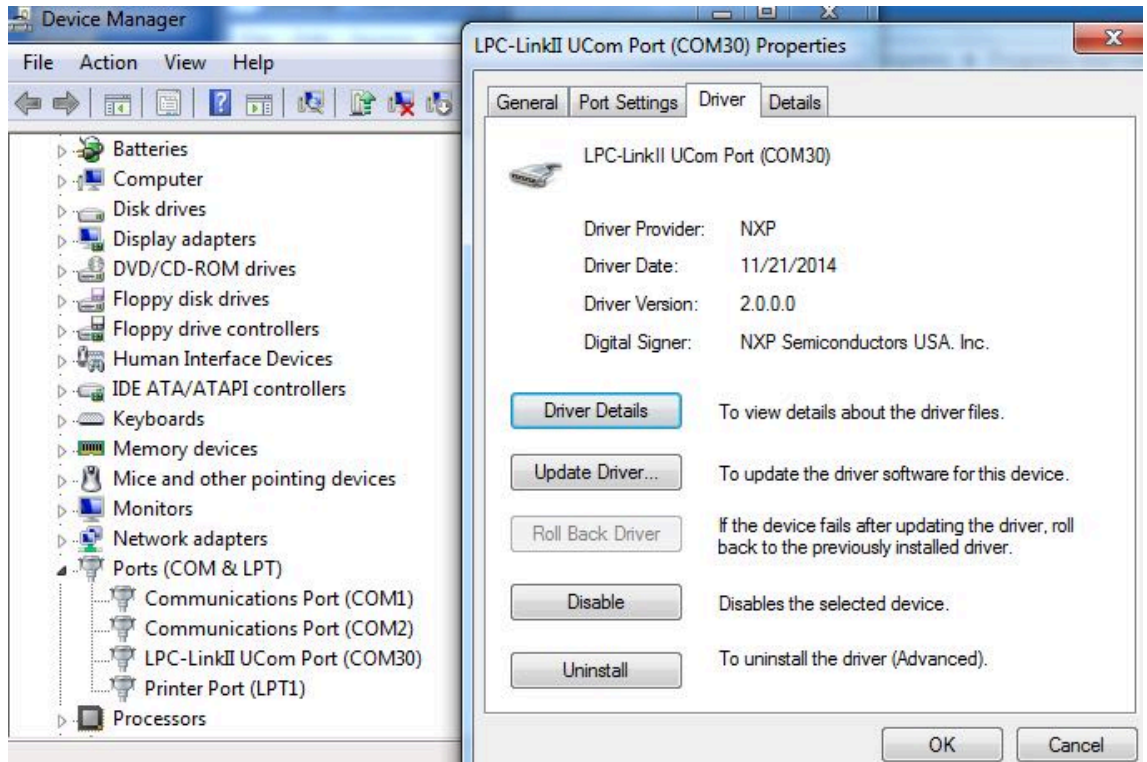 Device Manager
File Action View Help
Batteries
Computer
Disk drives
Display adapters
DVD/CD-ROM drives
Floppy disk drives
Floppy drive controllers
Human Interface Devices
IDE ATA/ATAPI controllers
Keyboards
Memory devices
Mice and other pointing devices
Monitors
Network adapters
Ports (COM & LPT)
Communications Port (COM1)
Communications Port (COM2)
LPC-LinkII UCom Port (COM30)
Printer Port (LPT1)
Processors
LPC-LinkII UCom Port (COM30) Properties
General Port Settings Driver Details
LPC-LinkII UCom Port (COM30)
Driver Provider: NXP
Driver Date: 11/21/2014
Driver Version: 2.0.0.0
Digital Signer: NXP Semiconductors USA. Inc.
Driver Details To view details about the driver files.
Update Driver... To update the driver software for this device.
Roll Back Driver If the device fails after updating the driver, roll
back to the previously installed driver.
Disable Disables the selected device.
Uninstall To uninstall the driver (Advanced).
OK Cancel